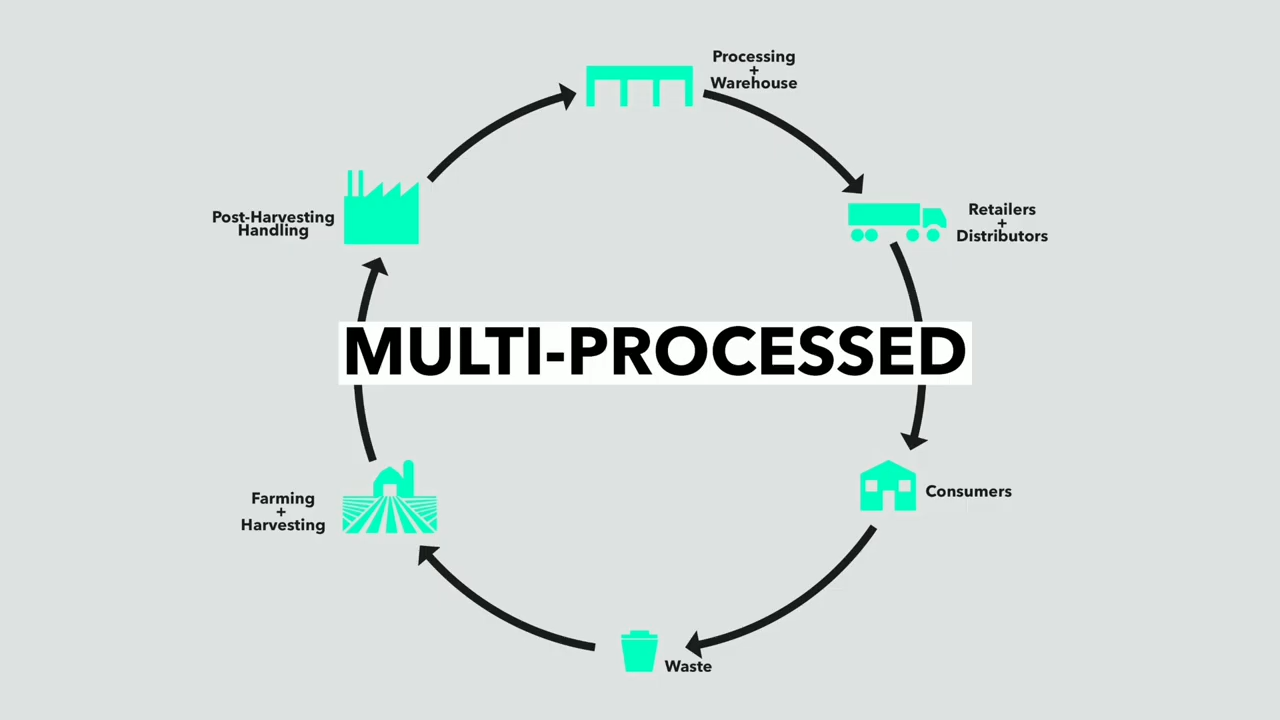 Processing
+
Warehouse
Post-Harvesting
Handling
Retailers
+
Distributors
MULTI-PROCESSED
Farming
+
Harvesting
Consumers
Waste